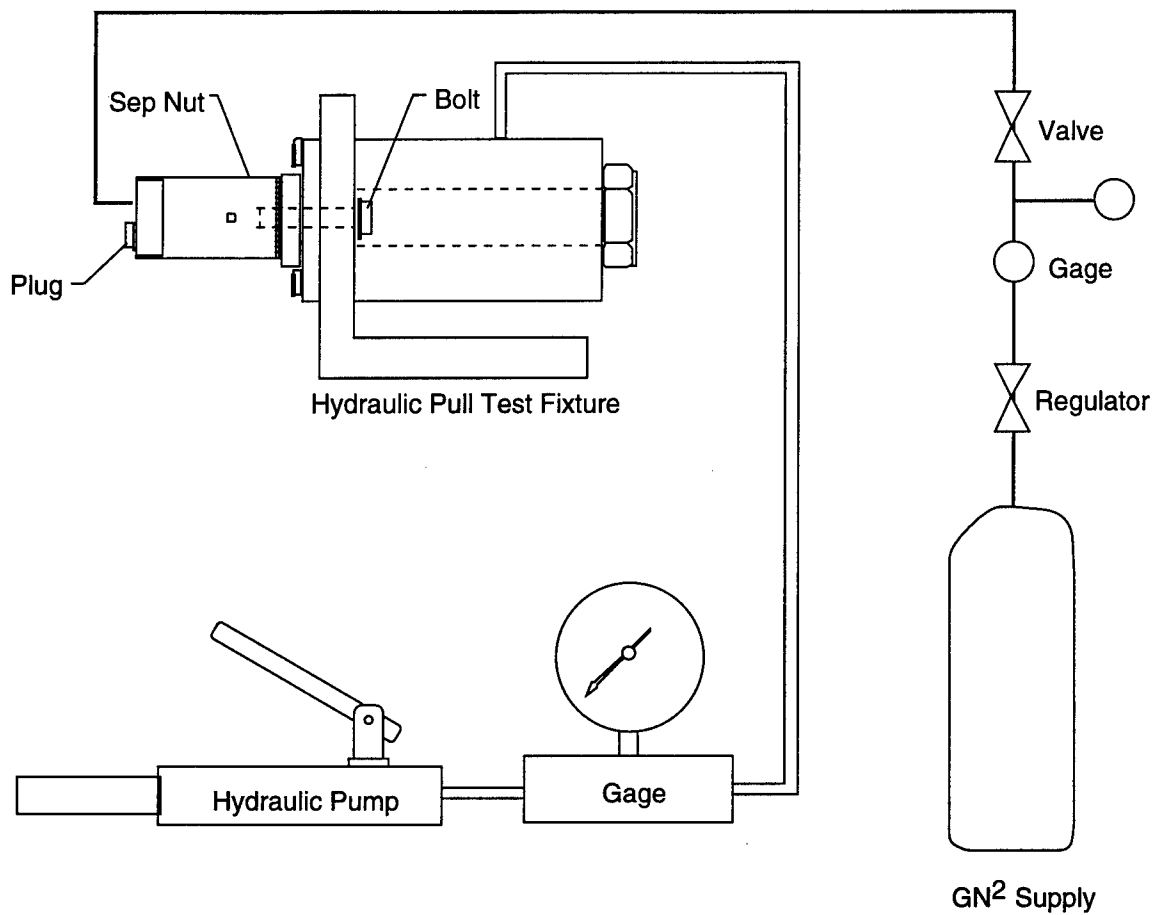 Sep Nut
Bolt
Valve
Plug
Gage
Hydraulic Pull Test Fixture
Regulator
Hydraulic Pump
Gage
GN² Supply